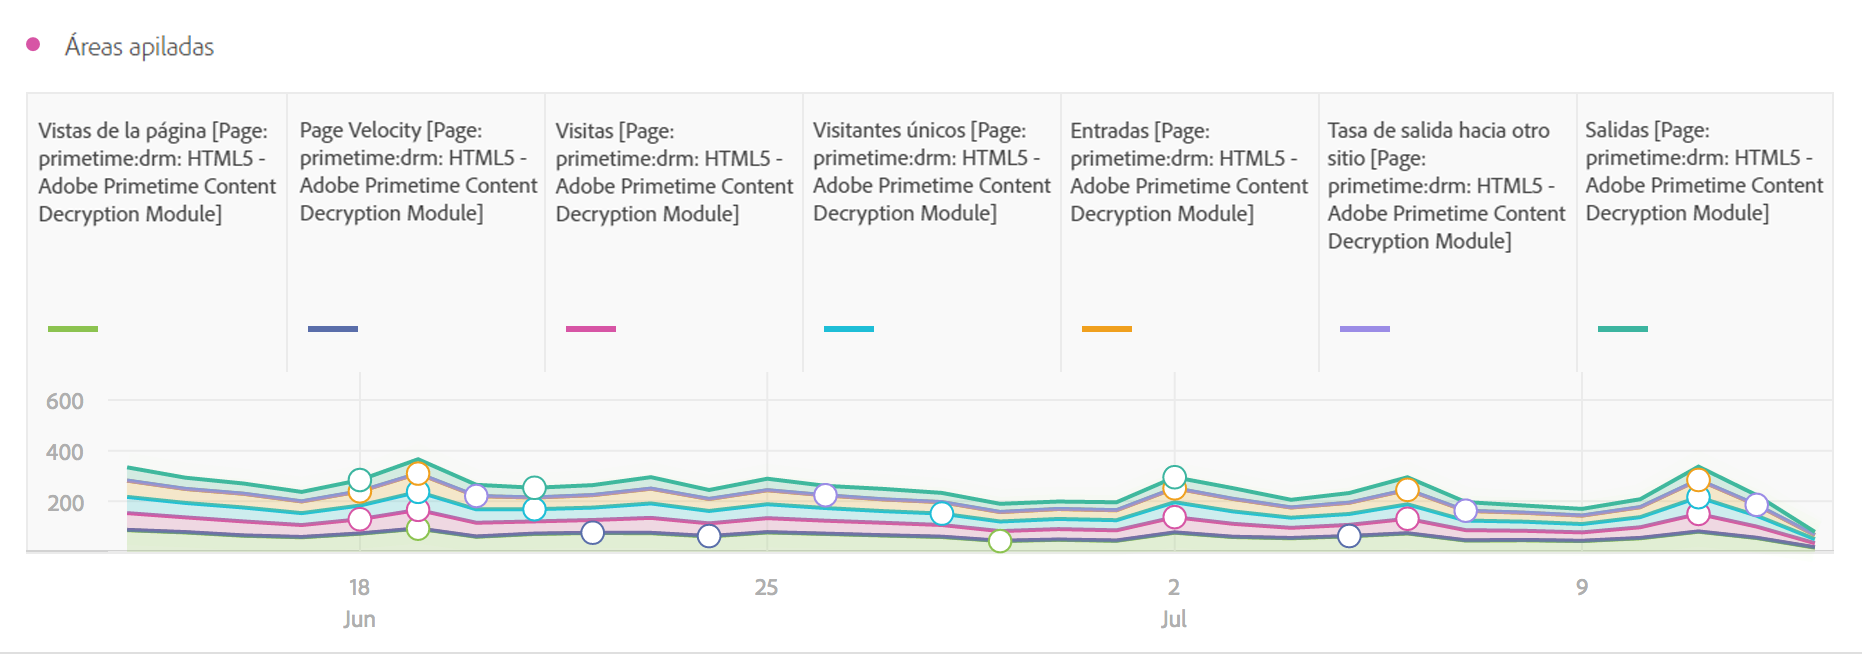 Áreas apiladas
Vistas de la página [Page:
primetime:drm: HTML5 -
Adobe Primetime Content
Decryption Module]
Page Velocity [Page:
primetime:drm: HTML5 -
Adobe Primetime Content
Decryption Module]
Visitas [Page:
primetime:drm: HTML5 -
Adobe Primetime Content
Decryption Module]
Visitantes únicos [Page:
primetime:drm: HTML5 -
Adobe Primetime Content
Decryption Module]
Entradas [Page:
primetime:drm: HTML5 -
Adobe Primetime Content
Decryption Module]
Tasa de salida hacia otro
sitio [Page:
primetime:drm: HTML5 -
Adobe Primetime Content
Decryption Module]
Salidas [Page:
primetime:drm: HTML5 -
Adobe Primetime Content
Decryption Module]
600
400
200
18 25 2 9
Jun Jul